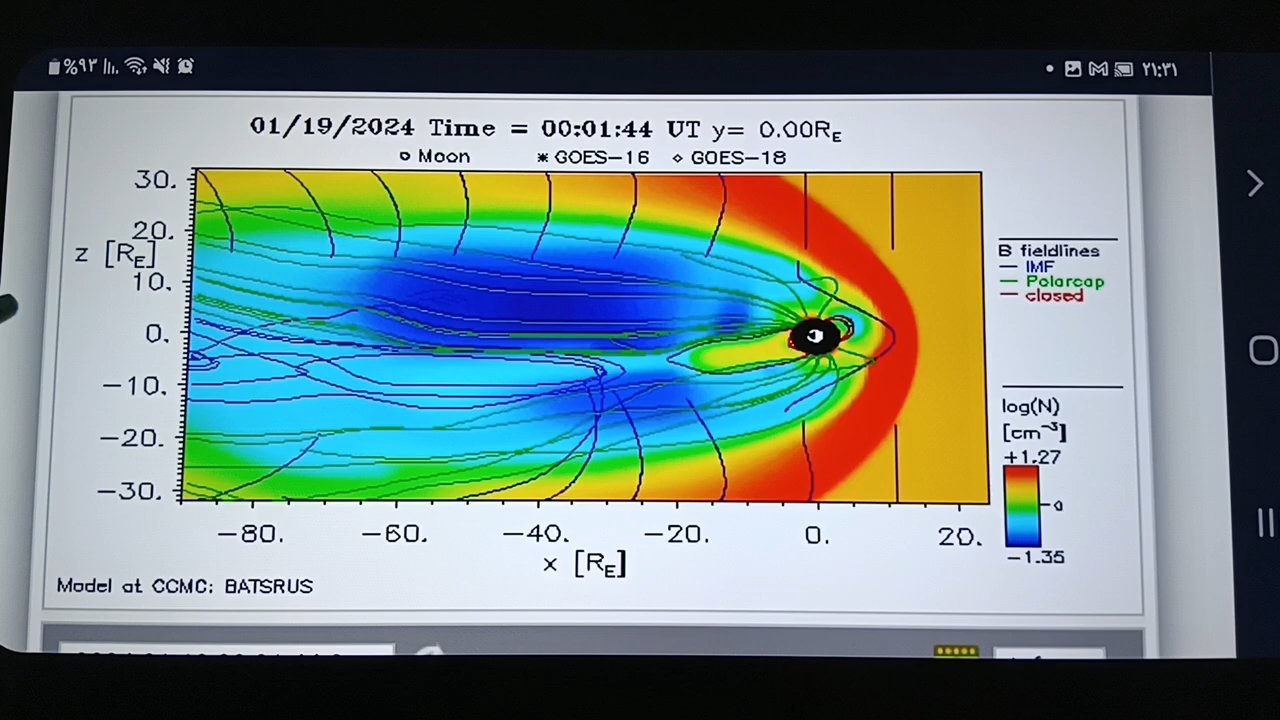 %۹۳
۲۱:۳۱
01/19/2024 Time = 00:01:44 UT y= 0.00RE
Moon GOES-16 GOES-18
30.
20.
z [RE]
10.
0.
-10.
-20.
-30.
-80. -60. -40. -20. 0. 20.
x [RE]
B fieldlines
IMF
Polarcap
closed
log(N)
[cm⁻³]
+1.27
0
-1.35
Model at CCMC: BATSRUS